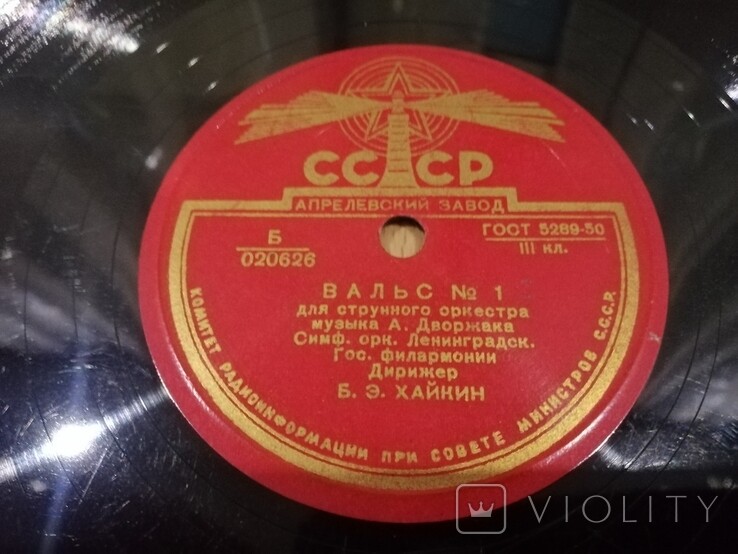 СССР
АПРЕЛЕВСКИЙ ЗАВОД
Б
020626
ГОСТ 5289-50
III КЛ.
ВАЛЬС № 1
для струнного оркестра
музыка А. Дворжака
Симф. орк. Ленинградск.
Гос. филармонии
Дирижер
Б. Э. ХАЙКИН
КОМИТЕТ РАДИОИНФОРМАЦИИ ПРИ СОВЕТЕ МИНИСТРОВ С.С.С.Р.
VIOLITY